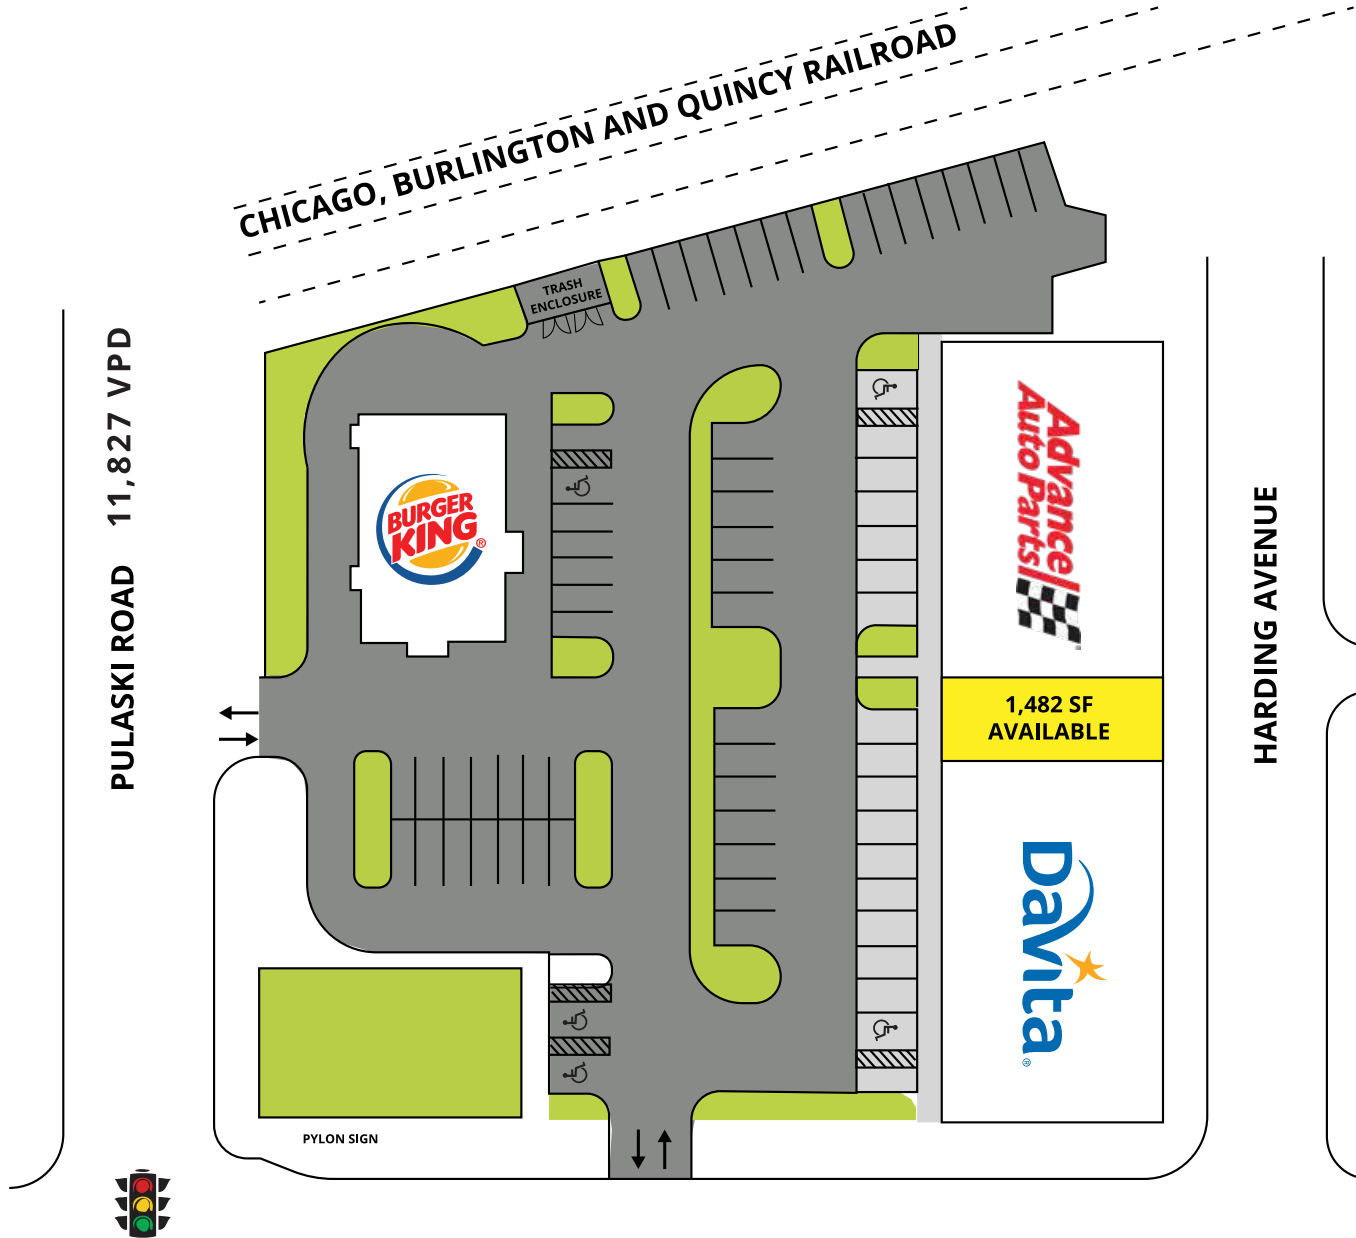 CHICAGO, BURLINGTON AND QUINCY RAILROAD
TRASH
ENCLOSURE
PULASKI ROAD 11,827 VPD
BURGER
KING®
Advance
Auto Parts
1,482 SF
AVAILABLE
HARDING AVENUE
DaVita®
PYLON SIGN